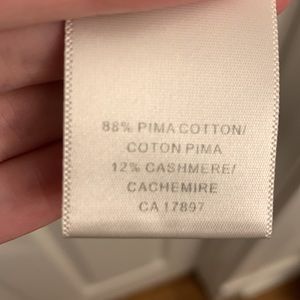 88% PIMA COTTON/
COTON PIMA
12% CASHMERE/
CACHEMIRE
CA 17897